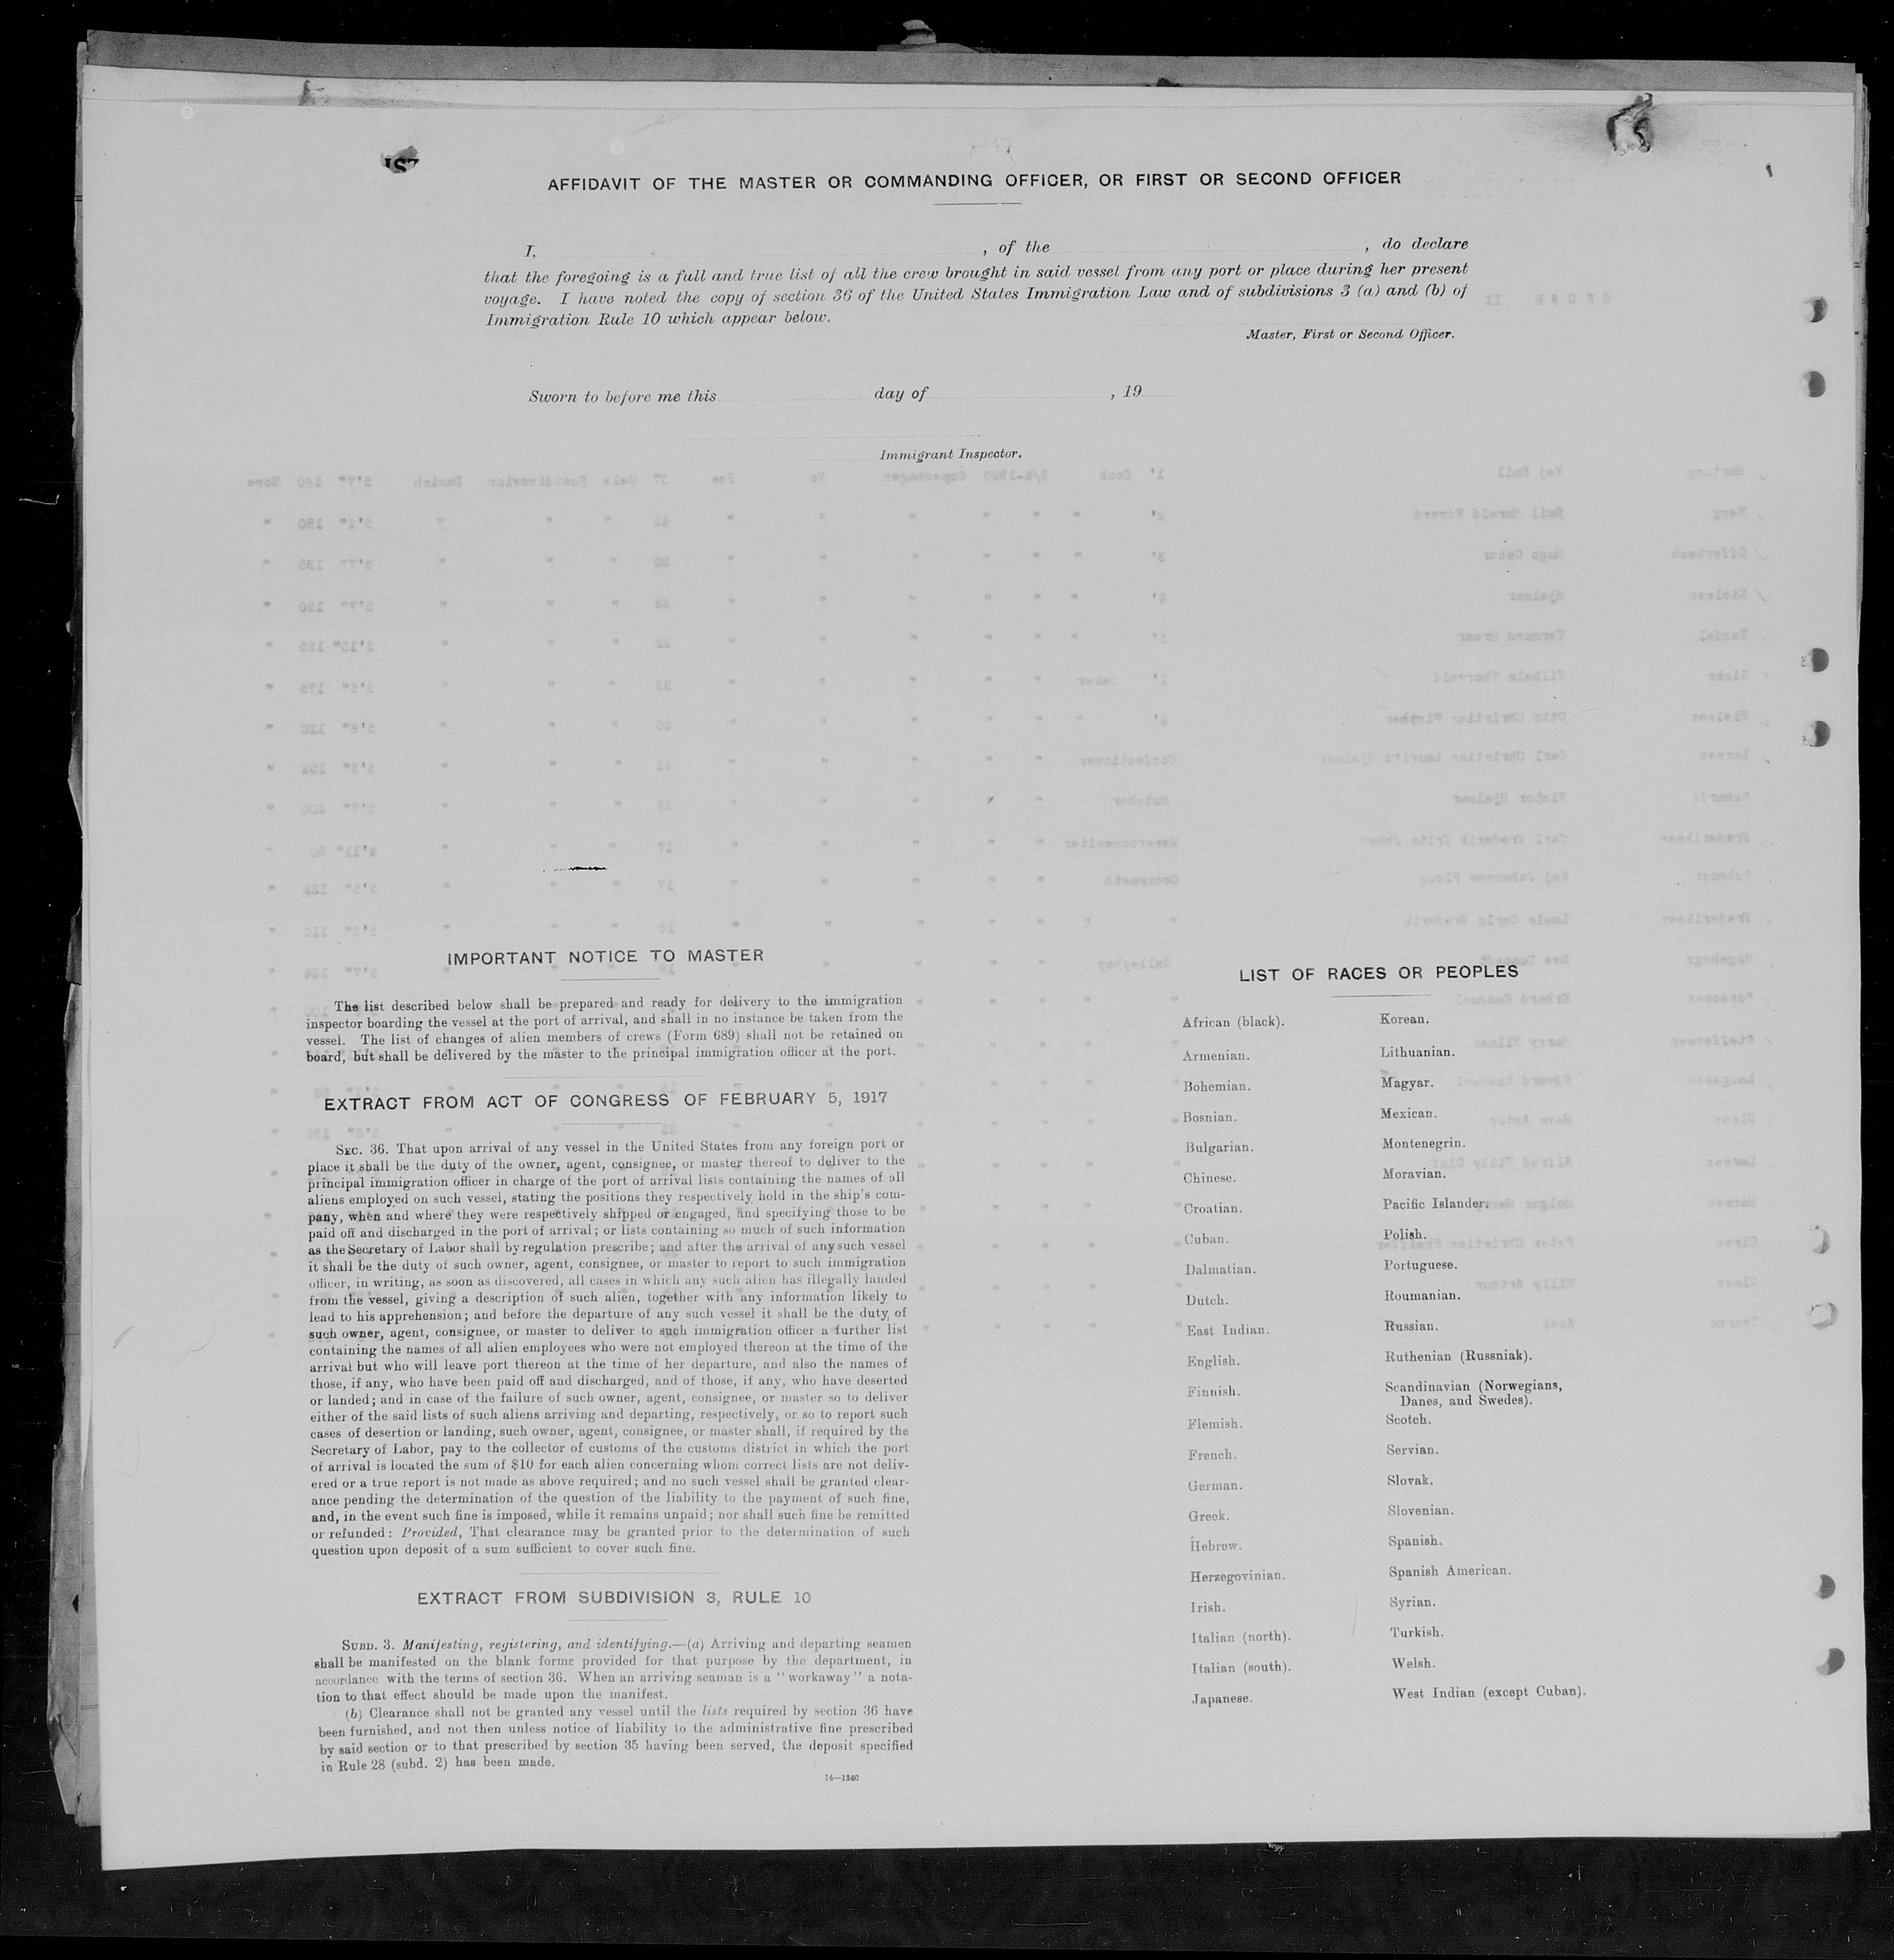 AFFIDAVIT OF THE MASTER OR COMMANDING OFFICER, OR FIRST OR SECOND OFFICER
I, , of the , do declare
that the foregoing is a full and true list of all the crew brought in said vessel from any port or place during her present
voyage. I have noted the copy of section 36 of the United States Immigration Law and of subdivisions 3 (a) and (b) of
Immigration Rule 10 which appear below.
Master, First or Second Officer.
Sworn to before me this day of , 19
Immigrant Inspector.
IMPORTANT NOTICE TO MASTER
The list described below shall be prepared and ready for delivery to the immigration
inspector boarding the vessel at the port of arrival, and shall in no instance be taken from the
vessel. The list of changes of alien members of crews (Form 689) shall not be retained on
board, but shall be delivered by the master to the principal immigration officer at the port.
EXTRACT FROM ACT OF CONGRESS OF FEBRUARY 5, 1917
SEC. 36. That upon arrival of any vessel in the United States from any foreign port or
place it shall be the duty of the owner, agent, consignee, or master thereof to deliver to the
principal immigration officer in charge of the port of arrival lists containing the names of all
aliens employed on such vessel, stating the positions they respectively hold in the ship's com-
pany, when and where they were respectively shipped or engaged, and specifying those to be
paid off and discharged in the port of arrival; or lists containing so much of such information
as the Secretary of Labor shall by regulation prescribe; and after the arrival of any such vessel
it shall be the duty of such owner, agent, consignee, or master to report to such immigration
officer, in writing, as soon as discovered, all cases in which any such alien has illegally landed
from the vessel, giving a description of such alien, together with any information likely to
lead to his apprehension; and before the departure of any such vessel it shall be the duty of
such owner, agent, consignee, or master to deliver to such immigration officer a further list
containing the names of all alien employees who were not employed thereon at the time of the
arrival but who will leave port thereon at the time of her departure, and also the names of
those, if any, who have been paid off and discharged, and of those, if any, who have deserted
or landed; and in case of the failure of such owner, agent, consignee, or master so to deliver
either of the said lists of such aliens arriving and departing, respectively, or so to report such
cases of desertion or landing, such owner, agent, consignee, or master shall, if required by the
Secretary of Labor, pay to the collector of customs of the customs district in which the port
of arrival is located the sum of $10 for each alien concerning whom correct lists are not deliv-
ered or a true report is not made as above required; and no such vessel shall be granted clear-
ance pending the determination of the question of the liability to the payment of such fine,
and, in the event such fine is imposed, while it remains unpaid; nor shall such fine be remitted
or refunded: Provided, That clearance may be granted prior to the determination of such
question upon deposit of a sum sufficient to cover such fine.
EXTRACT FROM SUBDIVISION 3, RULE 10
SUBD. 3. Manifesting, registering, and identifying.—(a) Arriving and departing seamen
shall be manifested on the blank forms provided for that purpose by the department, in
accordance with the terms of section 36. When an arriving seaman is a "workaway" a nota-
tion to that effect should be made upon the manifest.
(b) Clearance shall not be granted any vessel until the lists required by section 36 have
been furnished, and not then unless notice of liability to the administrative fine prescribed
by said section or to that prescribed by section 35 having been served, the deposit specified
in Rule 28 (subd. 2) has been made.
14—1240
LIST OF RACES OR PEOPLES
African (black).
Armenian.
Bohemian.
Bosnian.
Bulgarian.
Chinese.
Croatian.
Cuban.
Dalmatian.
Dutch.
East Indian.
English.
Finnish.
Flemish.
French.
German.
Greek.
Hebrew.
Herzegovinian.
Irish.
Italian (north).
Italian (south).
Japanese.
Korean.
Lithuanian.
Magyar.
Mexican.
Montenegrin.
Moravian.
Pacific Islander.
Polish.
Portuguese.
Roumanian.
Russian.
Ruthenian (Russniak).
Scandinavian (Norwegians,
Danes, and Swedes).
Scotch.
Servian.
Slovak.
Slovenian.
Spanish.
Spanish American.
Syrian.
Turkish.
Welsh.
West Indian (except Cuban).